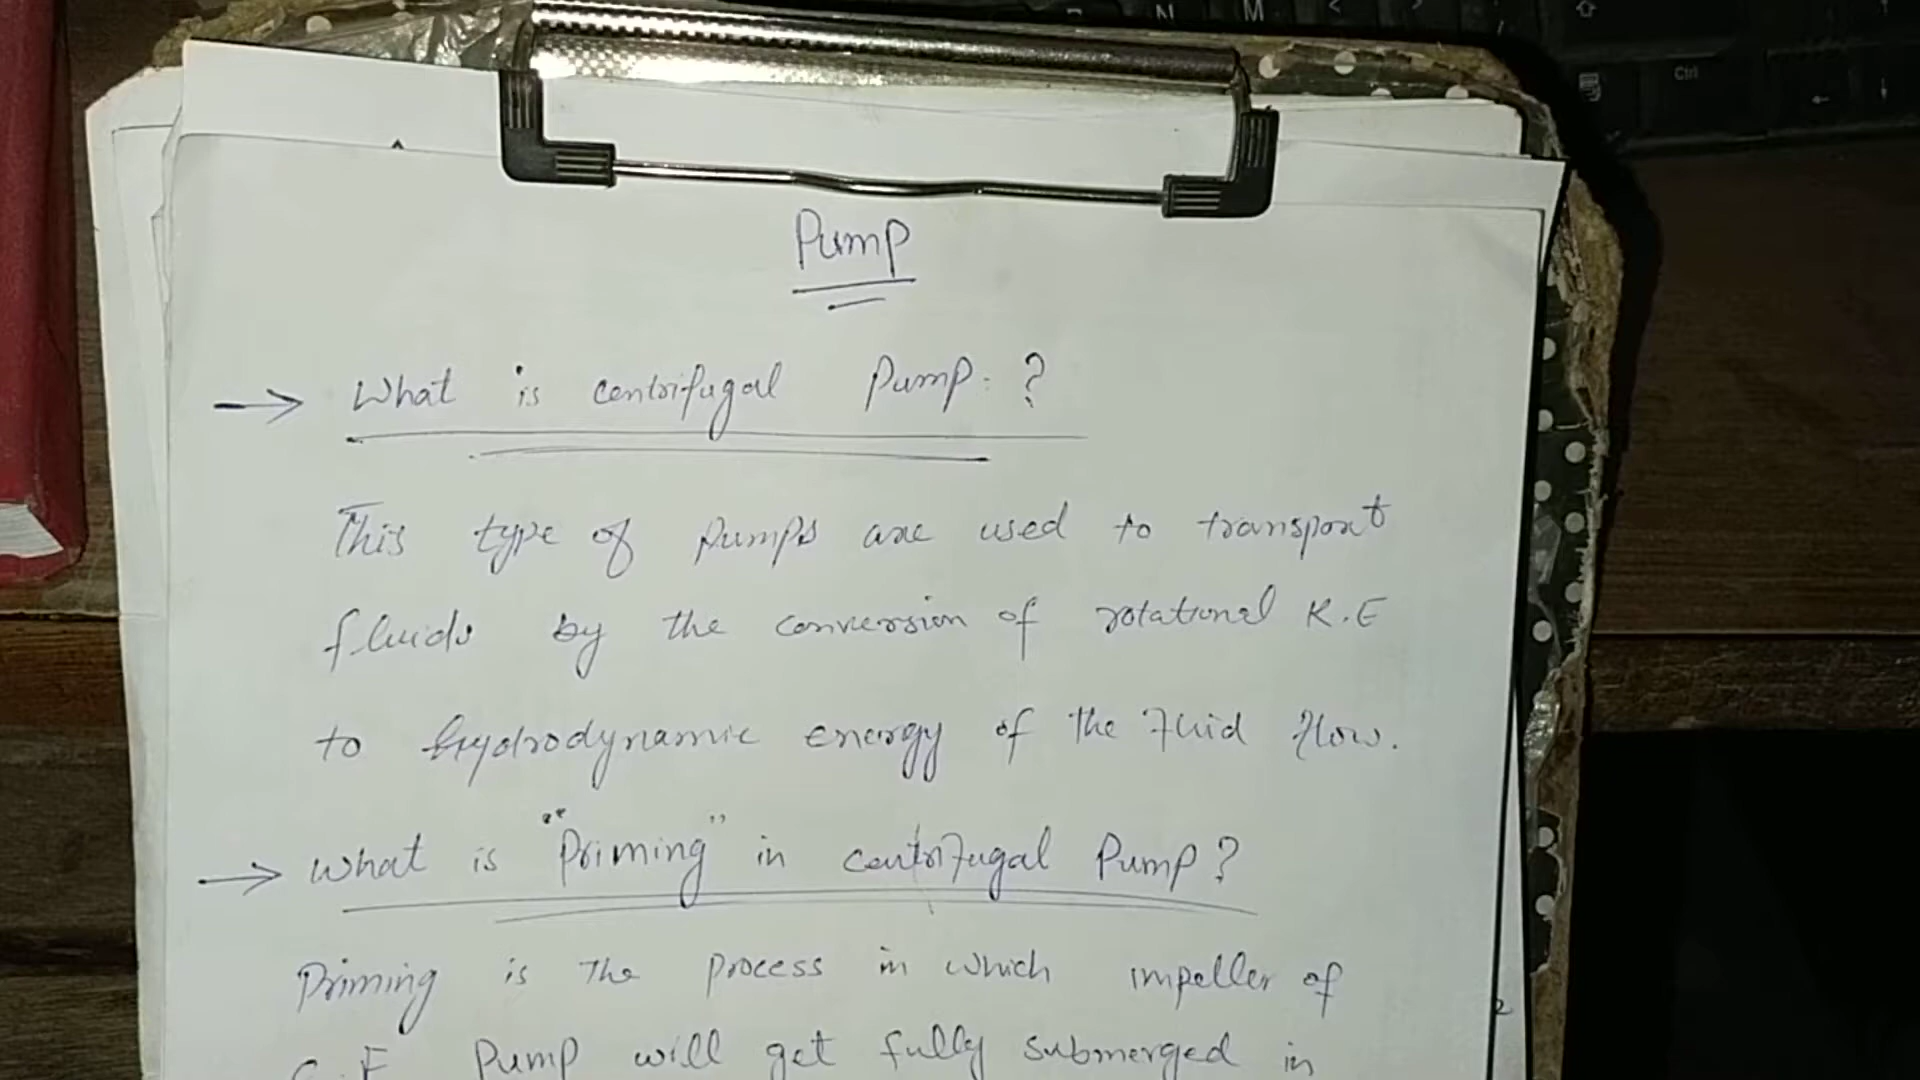 Pump
What is centrifugal Pump. ?
This type of pumps are used to transport
fluids by the conversion of rotational K.E
to hydrodynamic energy of the fluid flow.
What is "Priming" in centrifugal Pump?
Priming is the process in which impeller of
C.F Pump will get fully submerged in
N M < >
Ctrl